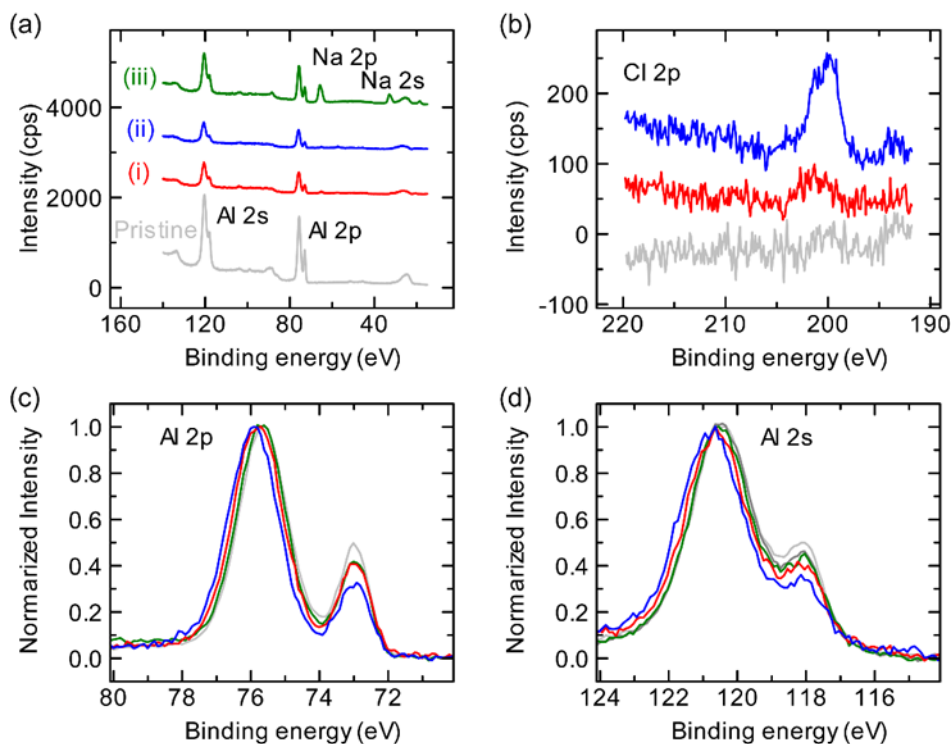 (a)
(iii)
(ii)
(i)
Pristine
Na 2p
Na 2s
Al 2s
Al 2p
4000
2000
0
160 120 80 40
Intensity (cps)
Binding energy (eV)
(b)
Cl 2p
200
100
0
-100
220 210 200 190
Intensity (cps)
Binding energy (eV)
(c)
Al 2p
1.0
0.8
0.6
0.4
0.2
0.0
80 78 76 74 72
Normarized Intensity
Binding energy (eV)
(d)
Al 2s
1.0
0.8
0.6
0.4
0.2
0.0
124 122 120 118 116
Normarized Intensity
Binding energy (eV)